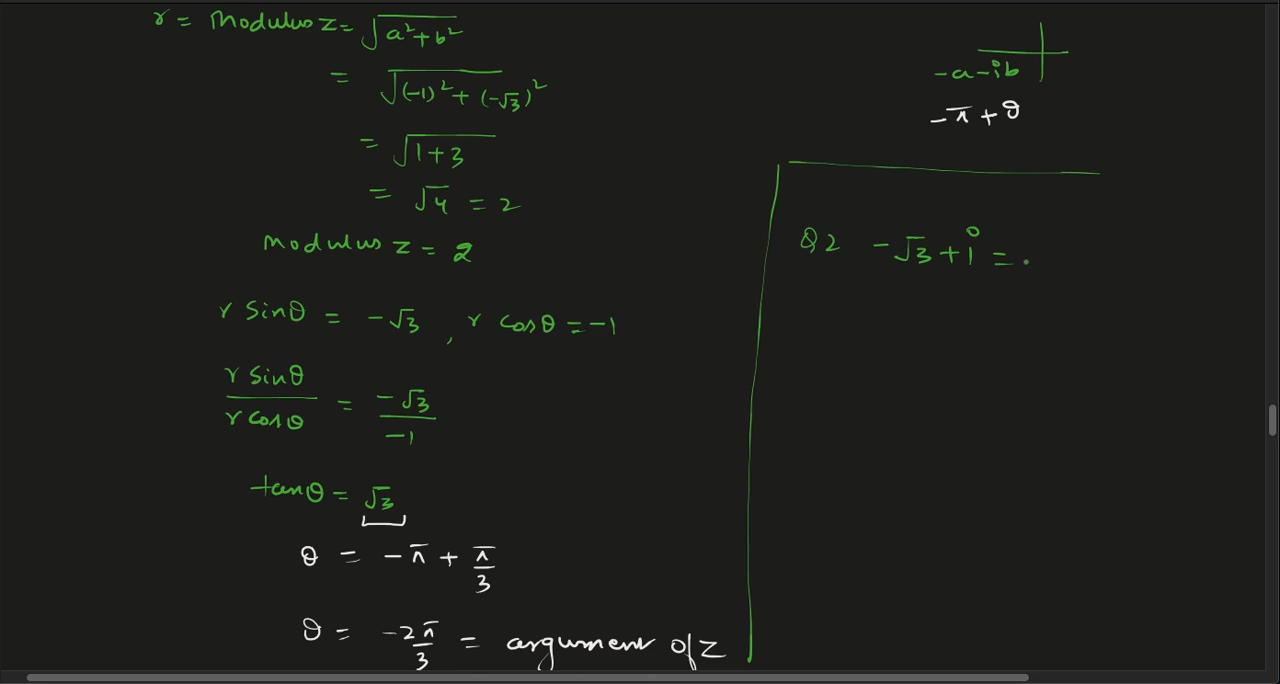 r = Modulus z = √(a²+b²)
= √((-1)² + (-√3)²)
= √(1+3)
= √4 = 2
Modulus z = 2
r sinθ = -√3 , r cosθ = -1
r sinθ / r cosθ = -√3 / -1
tanθ = √3
θ = -π + π/3
θ = -2π/3 = argument of z
-a-ib
-π+θ
Q2 -√3+i = .